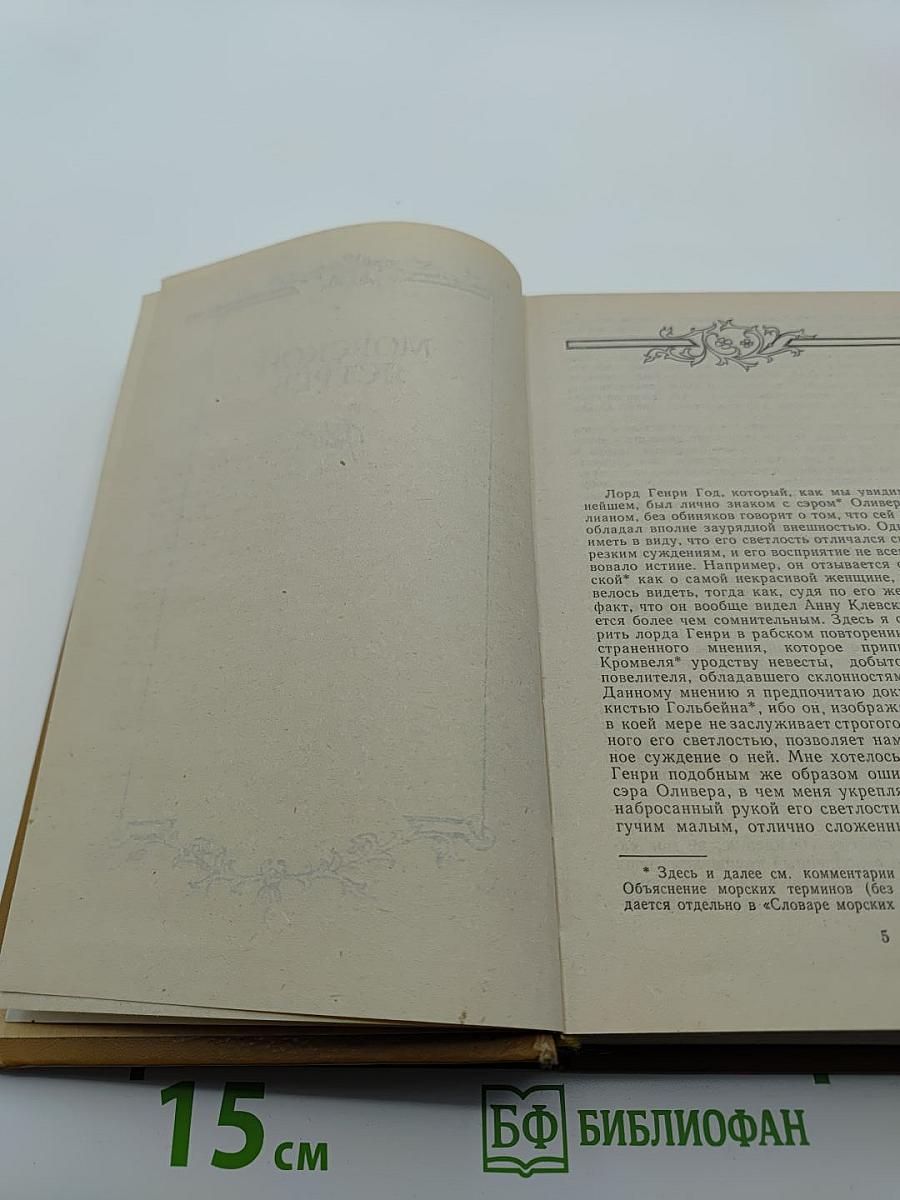 МОРСКОЙ
ЯСТРЕБ
Лорд Генри Год, который, как мы увидим
нейшем, был лично знаком с сэром* Оливер
лианом, без обиняков говорит о том, что сей
обладал вполне заурядной внешностью. Одн
иметь в виду, что его светлость отличался ск
резким суждениям, и его восприятие не всег
вовало истине. Например, он отзывается о
ской* как о самой некрасивой женщине,
велось видеть, тогда как, судя по его же
факт, что он вообще видел Анну Клевск
ется более чем сомнительным. Здесь я с
рить лорда Генри в рабском повторени
страненного мнения, которое прип
Кромвеля* уродству невесты, добыто
повелителя, обладавшего склонностям
Данному мнению я предпочитаю док
кистью Гольбейна*, ибо он, изображ
в коей мере не заслуживает строгого
ного его светлостью, позволяет нам
ное суждение о ней. Мне хотелось
Генри подобным же образом оши
сэра Оливера, в чем меня укрепля
набросанный рукой его светлости.
гучим малым, отлично сложенн
* Здесь и далее см. комментарии
Объяснение морских терминов (без
дается отдельно в «Словаре морских
5
15 см
БФ БИБЛИОФАН